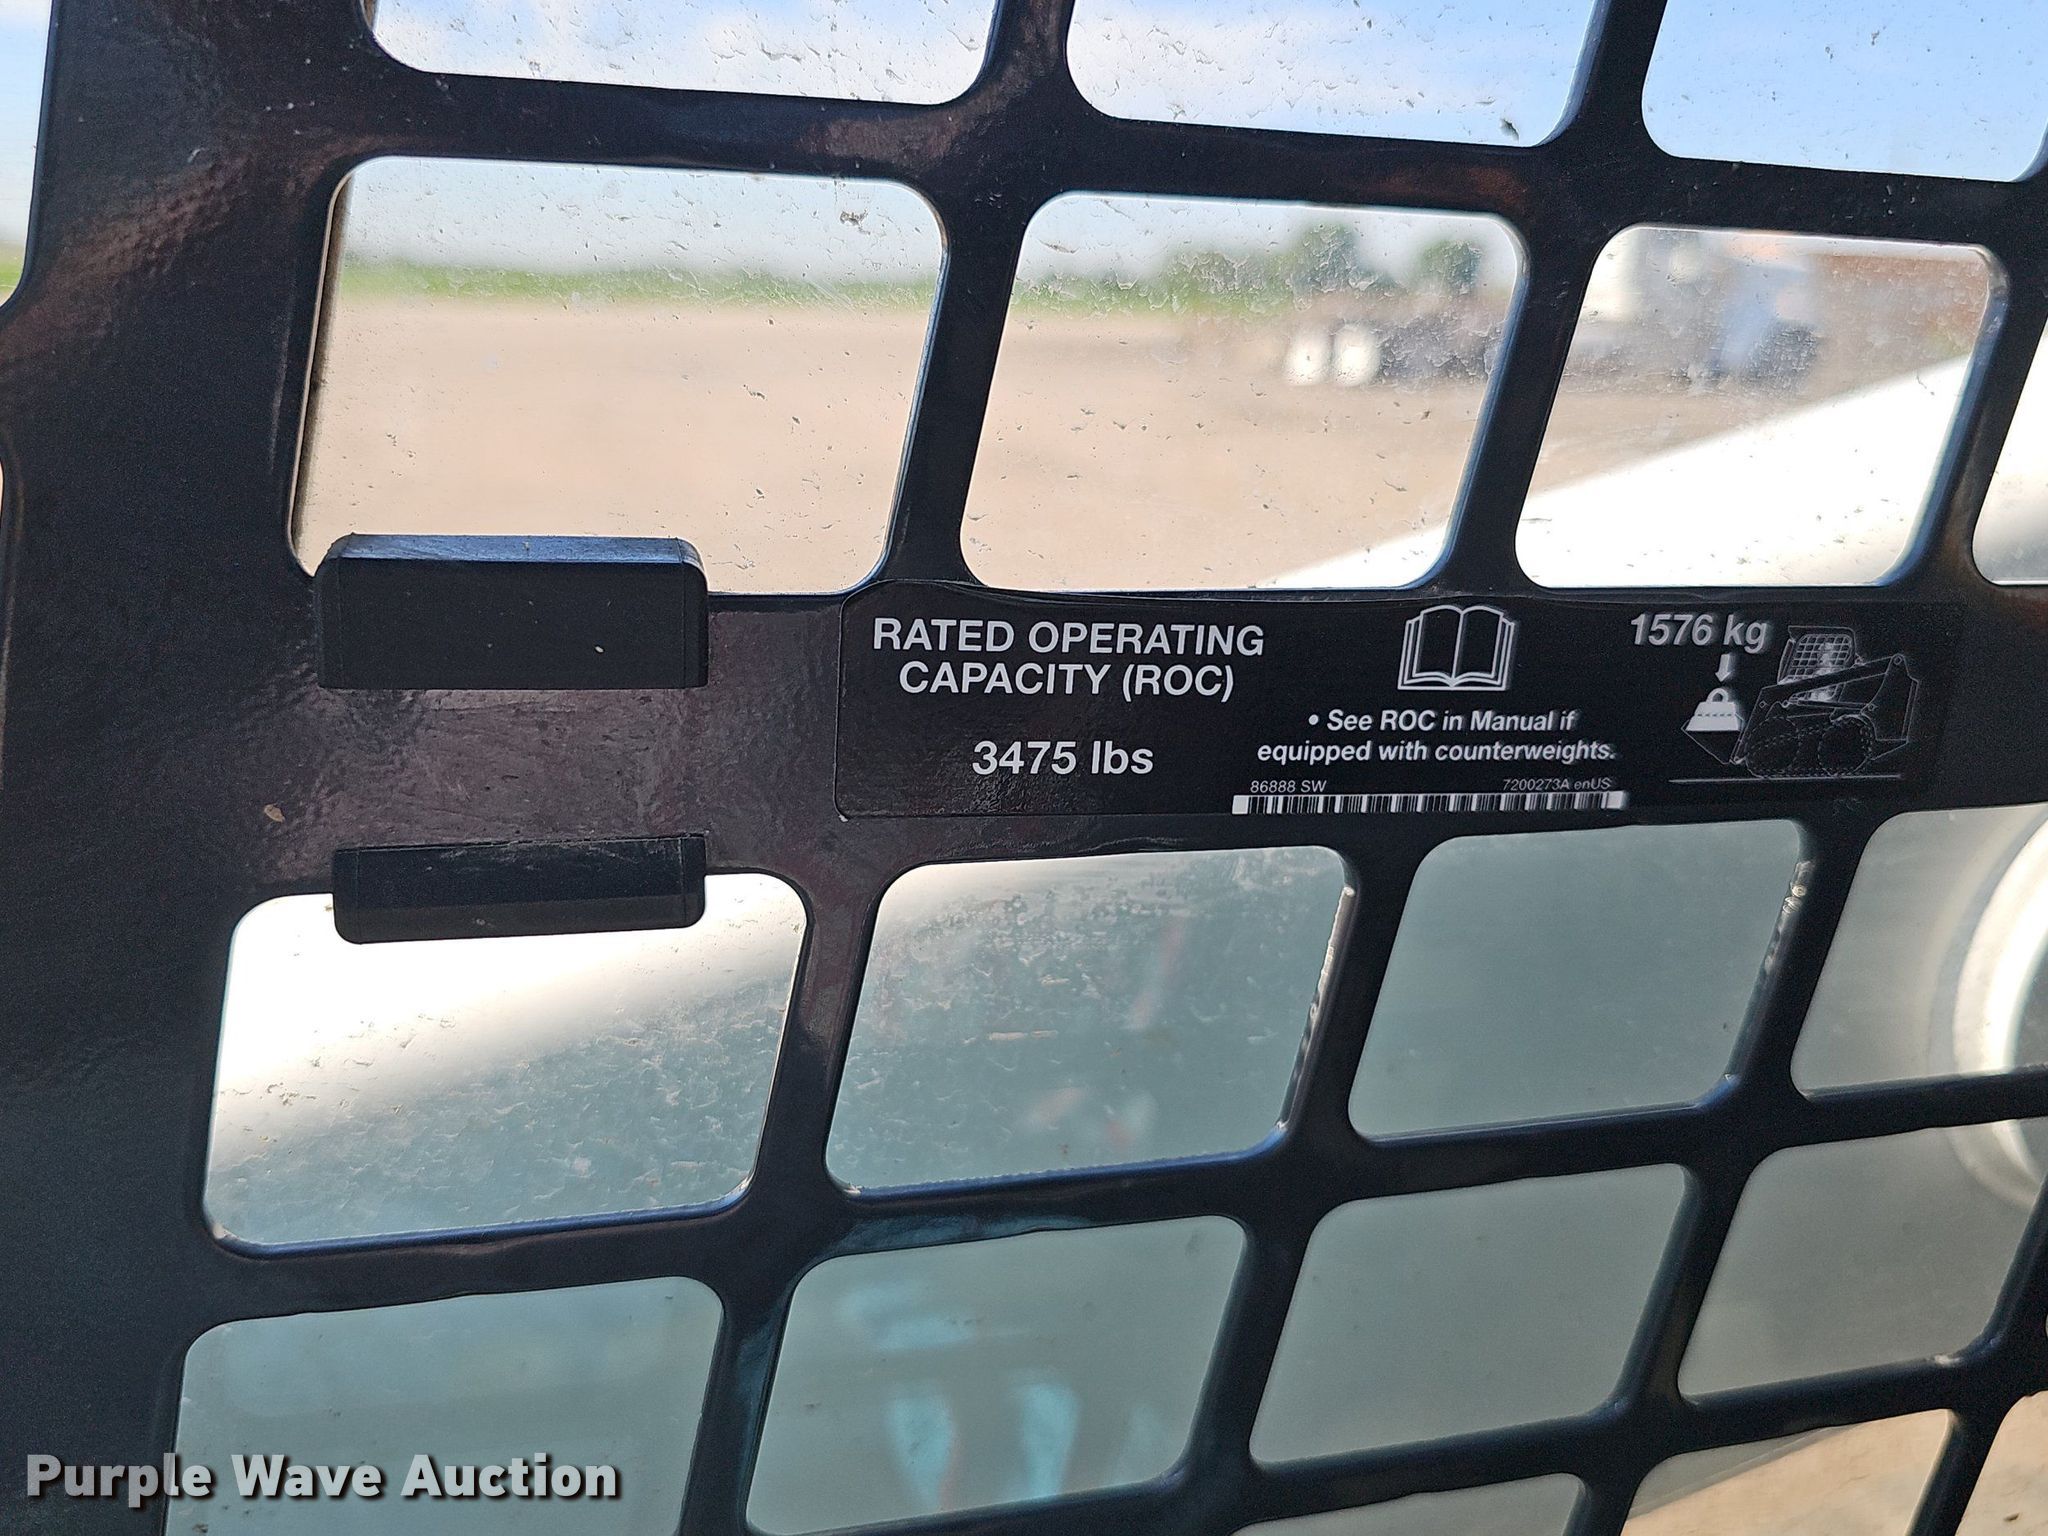 RATED OPERATING
CAPACITY (ROC)
3475 lbs
• See ROC in Manual if
equipped with counterweights.
86888 SW 7200273A enUS
1576 kg
Purple Wave Auction